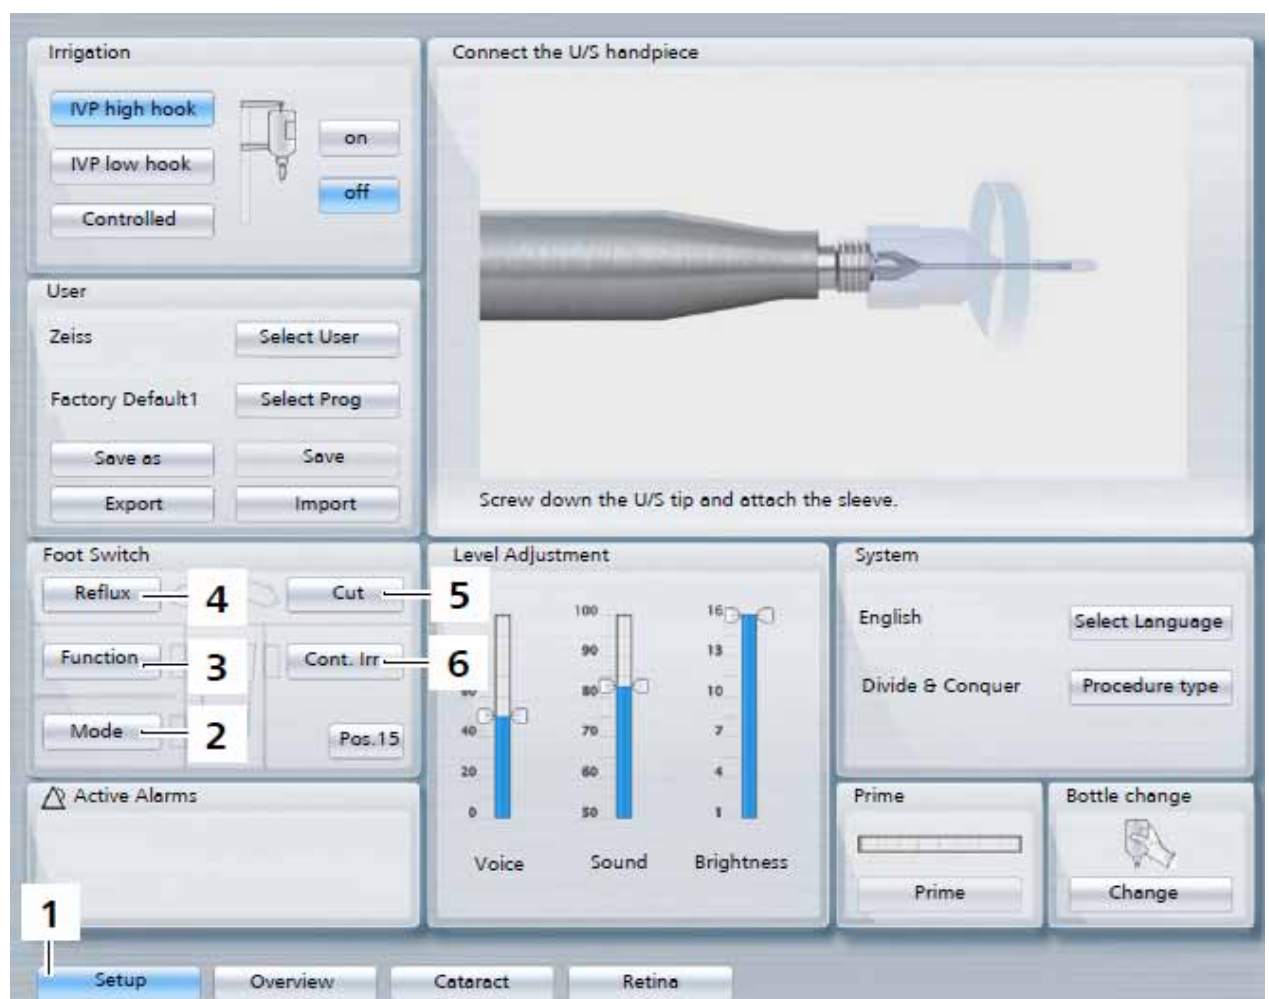 Irrigation
IVP high hook
on
IVP low hook
off
Controlled
Connect the U/S handpiece
Screw down the U/S tip and attach the sleeve.
User
Zeiss
Select User
Factory Default1
Select Prog
Save as
Save
Export
Import
Foot Switch
Reflux
4
Cut
5
Function
3
Cont. Irr
6
Mode
2
Pos.15
Level Adjustment
60
40
20
0
Voice
100
90
80
70
60
50
Sound
16
13
10
7
4
1
Brightness
System
English
Select Language
Divide & Conquer
Procedure type
Active Alarms
Prime
Prime
Bottle change
Change
1
Setup
Overview
Cataract
Retina